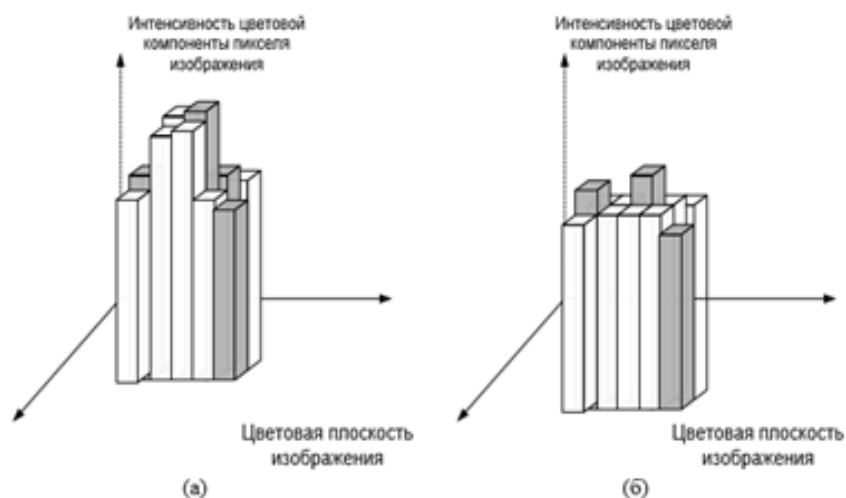 Интенсивность цветовой
компоненты пикселя
изображения
Цветовая плоскость
изображения
(а)
Интенсивность цветовой
компоненты пикселя
изображения
Цветовая плоскость
изображения
(б)